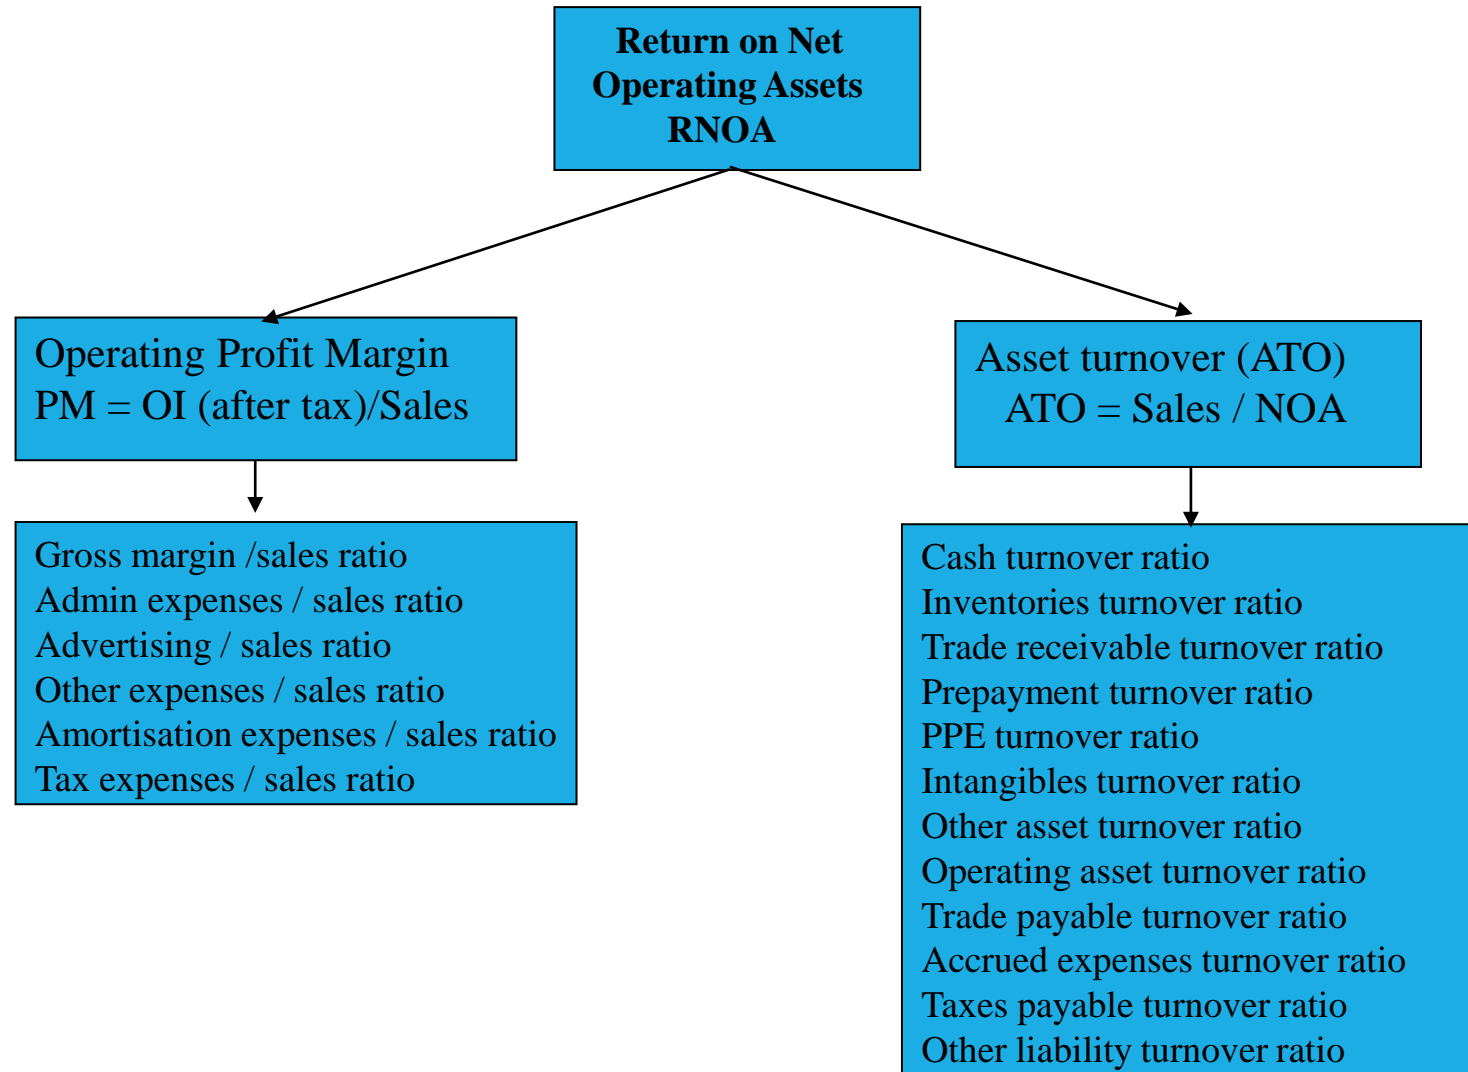 Return on Net
Operating Assets
RNOA
Operating Profit Margin
PM = OI (after tax)/Sales
Asset turnover (ATO)
ATO = Sales / NOA
Gross margin /sales ratio
Admin expenses / sales ratio
Advertising / sales ratio
Other expenses / sales ratio
Amortisation expenses / sales ratio
Tax expenses / sales ratio
Cash turnover ratio
Inventories turnover ratio
Trade receivable turnover ratio
Prepayment turnover ratio
PPE turnover ratio
Intangibles turnover ratio
Other asset turnover ratio
Operating asset turnover ratio
Trade payable turnover ratio
Accrued expenses turnover ratio
Taxes payable turnover ratio
Other liability turnover ratio